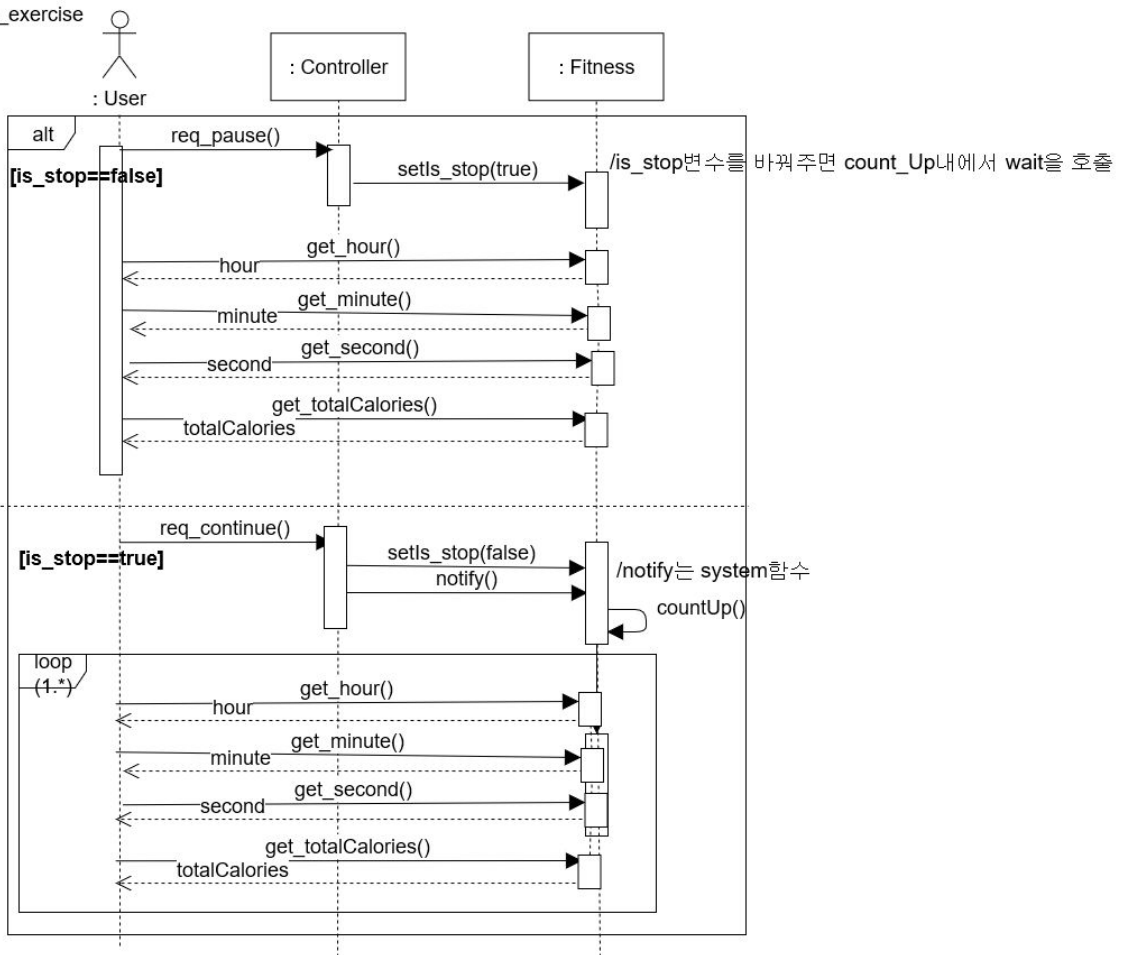 _exercise
: User
: Controller
: Fitness
alt
req_pause()
[is_stop==false]
setIs_stop(true)
/is_stop변수를 바꿔주면 count_Up내에서 wait을 호출
get_hour()
hour
get_minute()
minute
get_second()
second
get_totalCalories()
totalCalories
req_continue()
[is_stop==true]
setIs_stop(false)
notify()
/notify는 system함수
countUp()
loop
(1.*)
get_hour()
hour
get_minute()
minute
get_second()
second
get_totalCalories()
totalCalories